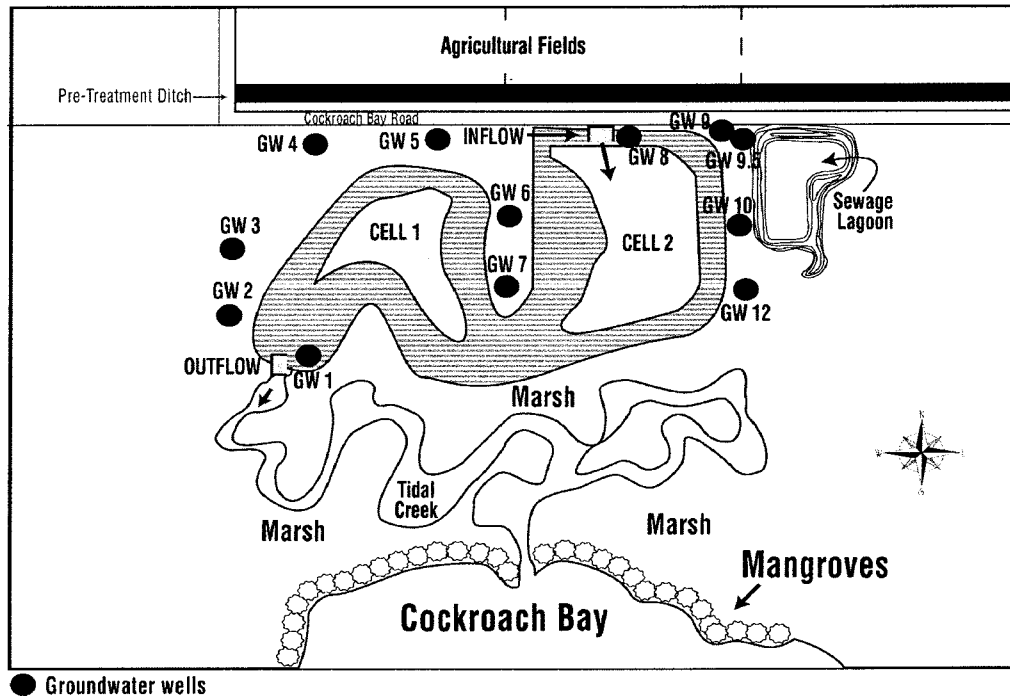 Agricultural Fields
Pre-Treatment Ditch
Cockroach Bay Road
GW 4
GW 5
INFLOW
GW 8
GW 9
GW 9.5
Sewage
Lagoon
GW 3
GW 6
GW 10
CELL 1
CELL 2
GW 2
GW 7
GW 12
OUTFLOW
GW 1
Marsh
N
W
E
S
Tidal
Creek
Marsh
Marsh
Mangroves
Cockroach Bay
Groundwater wells